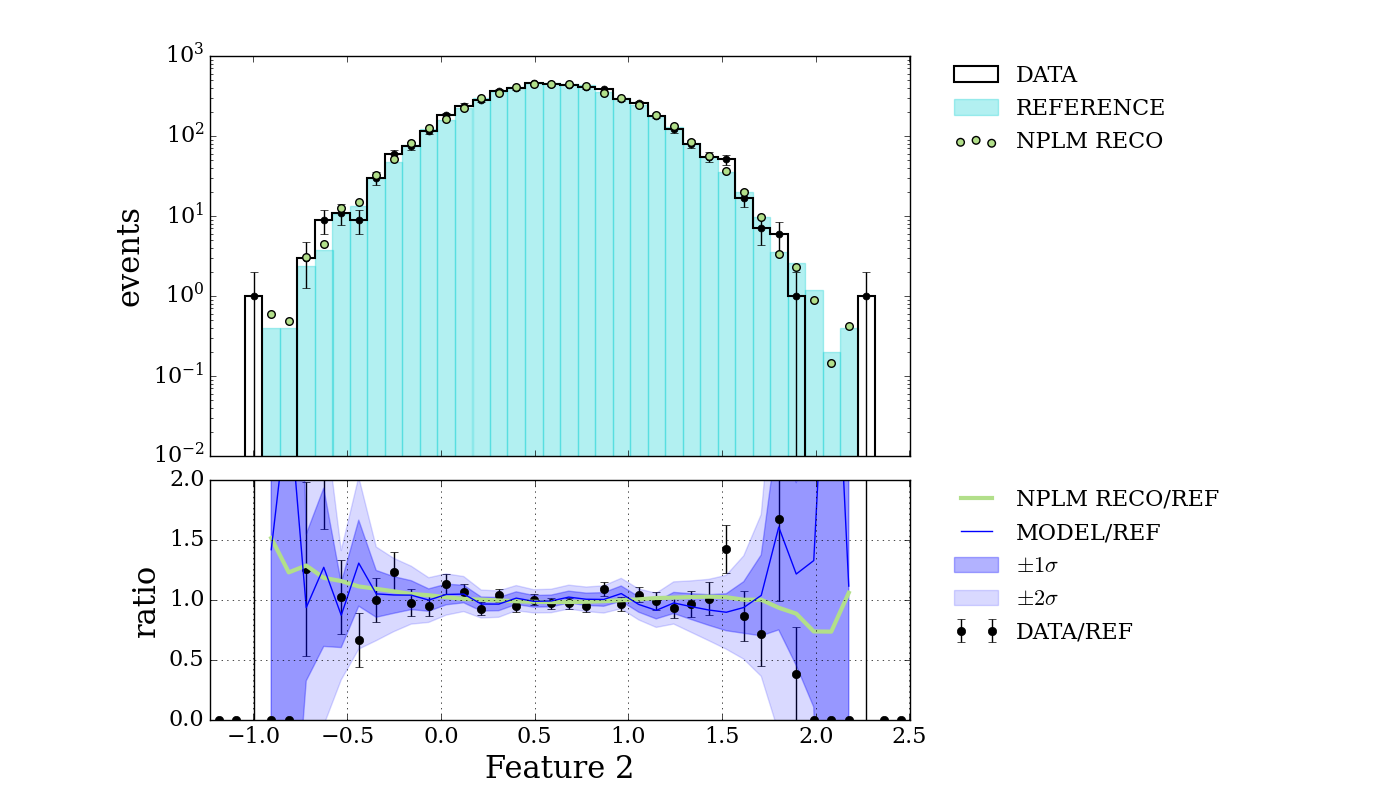 10³
10²
10¹
10⁰
10⁻¹
10⁻²
events
DATA
REFERENCE
NPLM RECO
2.0
1.5
1.0
0.5
0.0
ratio
NPLM RECO/REF
MODEL/REF
±1σ
±2σ
DATA/REF
−1.0 −0.5 0.0 0.5 1.0 1.5 2.0 2.5
Feature 2